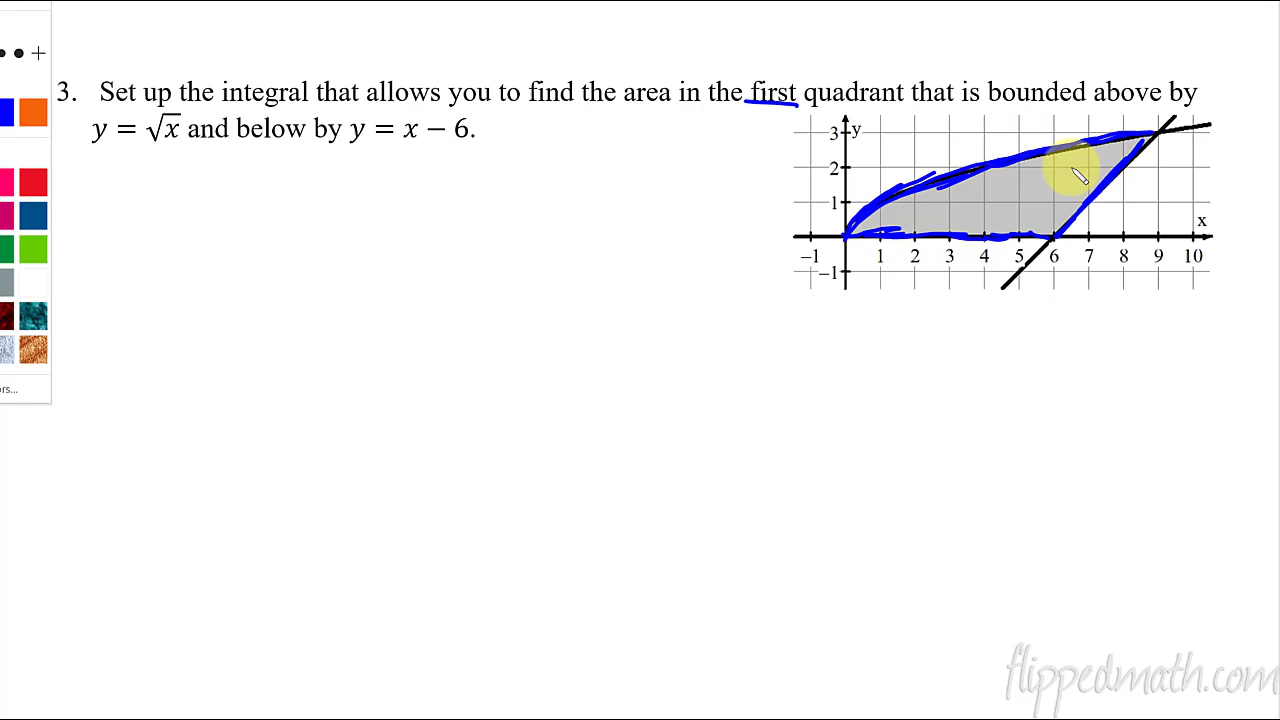 3. Set up the integral that allows you to find the area in the first quadrant that is bounded above by
y = √x and below by y = x − 6.
3 y
2
1
x
−1 1 2 3 4 5 6 7 8 9 10
−1
ors...
flippedmath.com